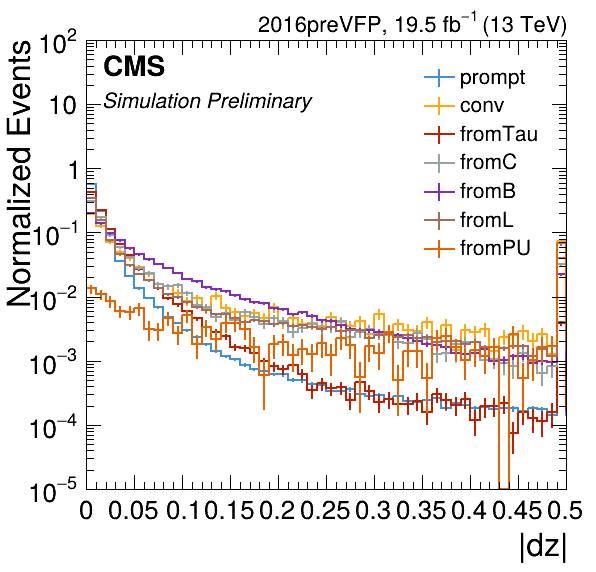 2016preVFP, 19.5 fb⁻¹ (13 TeV)
CMS
Simulation Preliminary
prompt
conv
fromTau
fromC
fromB
fromL
fromPU
Normalized Events
10²
10
1
10⁻¹
10⁻²
10⁻³
10⁻⁴
10⁻⁵
0 0.05 0.1 0.15 0.2 0.25 0.3 0.35 0.4 0.45 0.5
|dz|